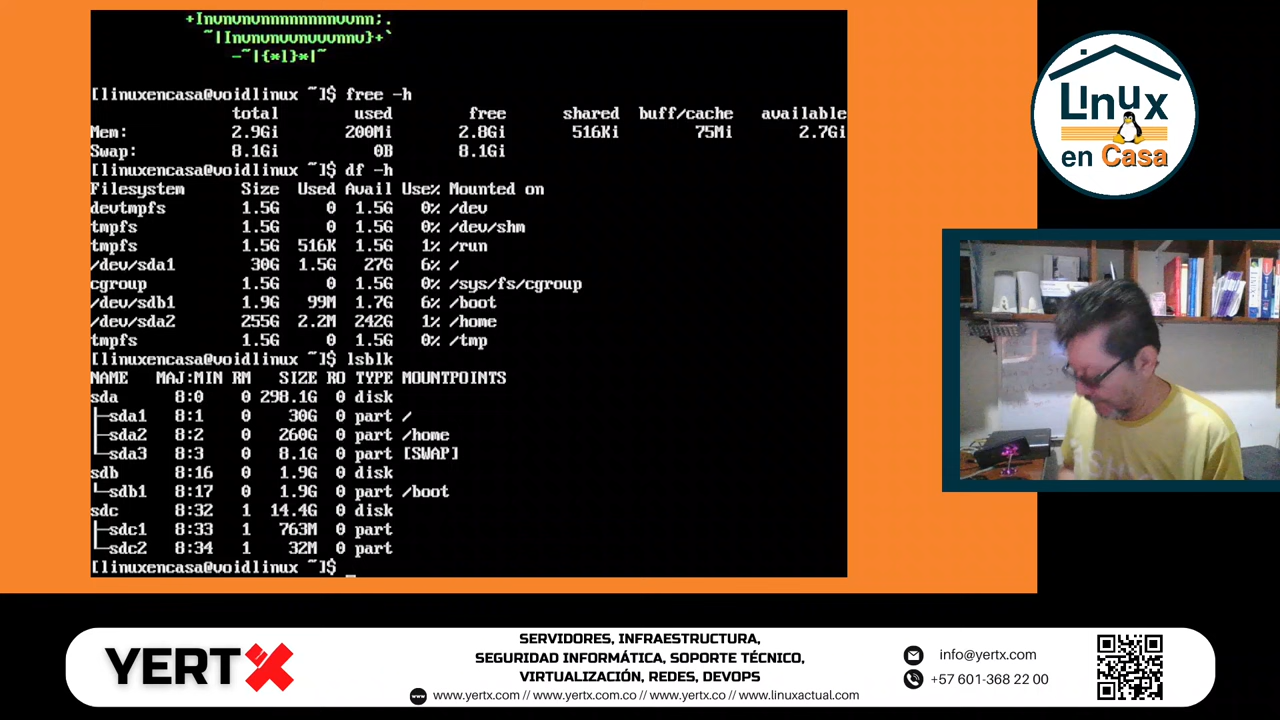 +Invnvnvnnnnnnnnvvnn;.
~|Invnvnvvnvvvnnv}+`
-~|{*l}*|~
[linuxencasa@voidlinux ~]$ free -h
total used free shared buff/cache available
Mem: 2.9Gi 200Mi 2.8Gi 516Ki 75Mi 2.7Gi
Swap: 8.1Gi 0B 8.1Gi
[linuxencasa@voidlinux ~]$ df -h
Filesystem Size Used Avail Use% Mounted on
devtmpfs 1.5G 0 1.5G 0% /dev
tmpfs 1.5G 0 1.5G 0% /dev/shm
tmpfs 1.5G 516K 1.5G 1% /run
/dev/sda1 30G 1.5G 27G 6% /
cgroup 1.5G 0 1.5G 0% /sys/fs/cgroup
/dev/sdb1 1.9G 99M 1.7G 6% /boot
/dev/sda2 255G 2.2M 242G 1% /home
tmpfs 1.5G 0 1.5G 0% /tmp
[linuxencasa@voidlinux ~]$ lsblk
NAME MAJ:MIN RM SIZE RO TYPE MOUNTPOINTS
sda 8:0 0 298.1G 0 disk
├─sda1 8:1 0 30G 0 part /
├─sda2 8:2 0 260G 0 part /home
└─sda3 8:3 0 8.1G 0 part [SWAP]
sdb 8:16 0 1.9G 0 disk
└─sdb1 8:17 0 1.9G 0 part /boot
sdc 8:32 1 14.4G 0 disk
├─sdc1 8:33 1 763M 0 part
└─sdc2 8:34 1 32M 0 part
[linuxencasa@voidlinux ~]$ _
Linux
en Casa
YERTX
SERVIDORES, INFRAESTRUCTURA,
SEGURIDAD INFORMÁTICA, SOPORTE TÉCNICO,
VIRTUALIZACIÓN, REDES, DEVOPS
www.yertx.com // www.yertx.com.co // www.yertx.co // www.linuxactual.com
info@yertx.com
+57 601-368 22 00